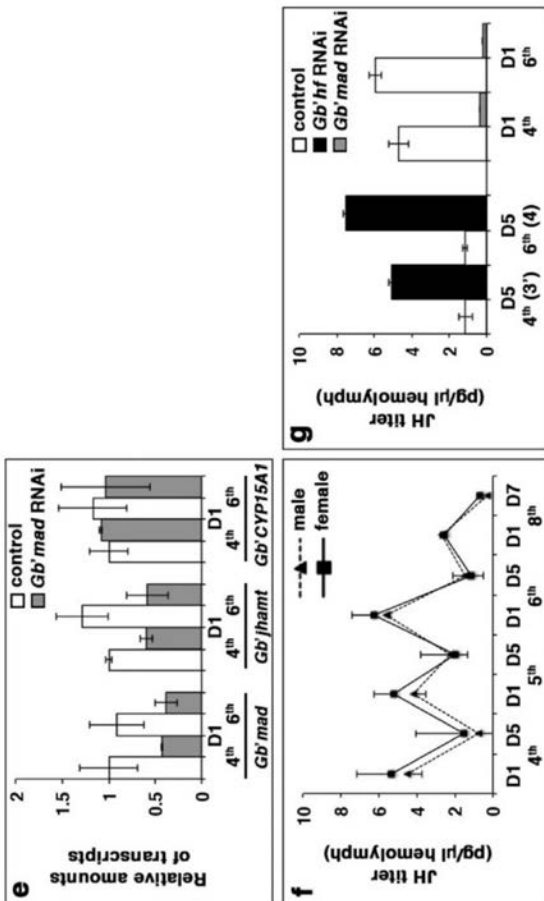 e
control
Gb'mad RNAi
Relative amounts
of transcripts
2
1.5
1
0.5
0
D1 D1 D1
4th 6th 4th 6th 4th 6th
Gb'mad Gb'jhamt Gb'CYP15A1
f
male
female
JH titer
(pg/μl hemolymph)
10
8
6
4
2
0
D1 D5 D1 D5 D1 D5 D1 D7
4th 5th 6th 8th
g
control
Gb'hf RNAi
Gb'mad RNAi
JH titer
(pg/μl hemolymph)
10
8
6
4
2
0
D5 D5 D1 D1
4th (3') 6th (4) 4th 6th